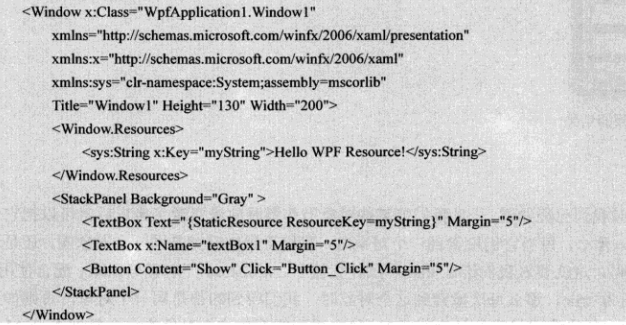 <Window x:Class="WpfApplication1.Window1"
xmlns="http://schemas.microsoft.com/winfx/2006/xaml/presentation"
xmlns:x="http://schemas.microsoft.com/winfx/2006/xaml"
xmlns:sys="clr-namespace:System;assembly=mscorlib"
Title="Window1" Height="130" Width="200">
<Window.Resources>
<sys:String x:Key="myString">Hello WPF Resource!</sys:String>
</Window.Resources>
<StackPanel Background="Gray" >
<TextBox Text="{StaticResource ResourceKey=myString}" Margin="5"/>
<TextBox x:Name="textBox1" Margin="5"/>
<Button Content="Show" Click="Button_Click" Margin="5"/>
</StackPanel>
</Window>